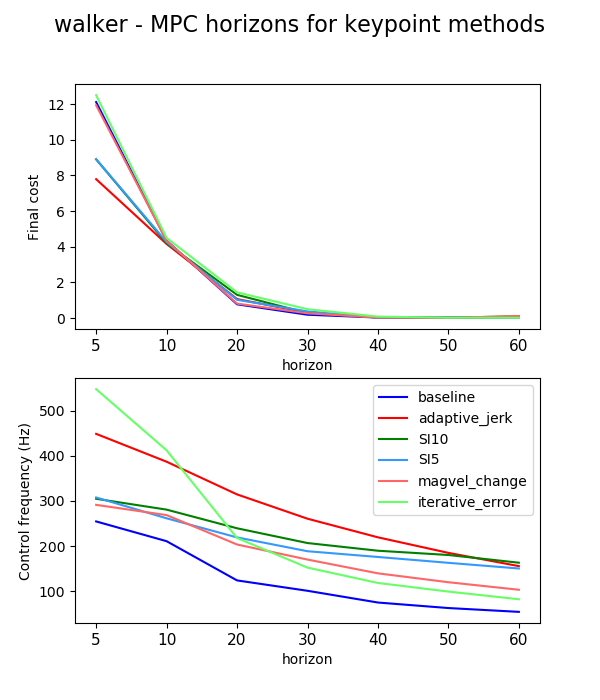 walker - MPC horizons for keypoint methods
12
10
8
6
4
2
0
Final cost
5 10 20 30 40 50 60
horizon
500
400
300
200
100
Control frequency (Hz)
baseline
adaptive_jerk
SI10
SI5
magvel_change
iterative_error
5 10 20 30 40 50 60
horizon